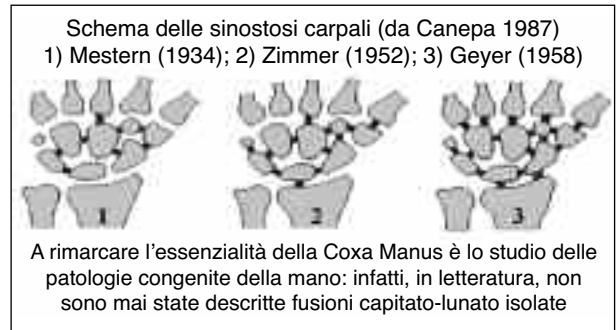 Schema delle sinostosi carpali (da Canepa 1987)
1) Mestern (1934); 2) Zimmer (1952); 3) Geyer (1958)
1 2 3
A rimarcare l’essenzialità della Coxa Manus è lo studio delle
patologie congenite della mano: infatti, in letteratura, non
sono mai state descritte fusioni capitato-lunato isolate